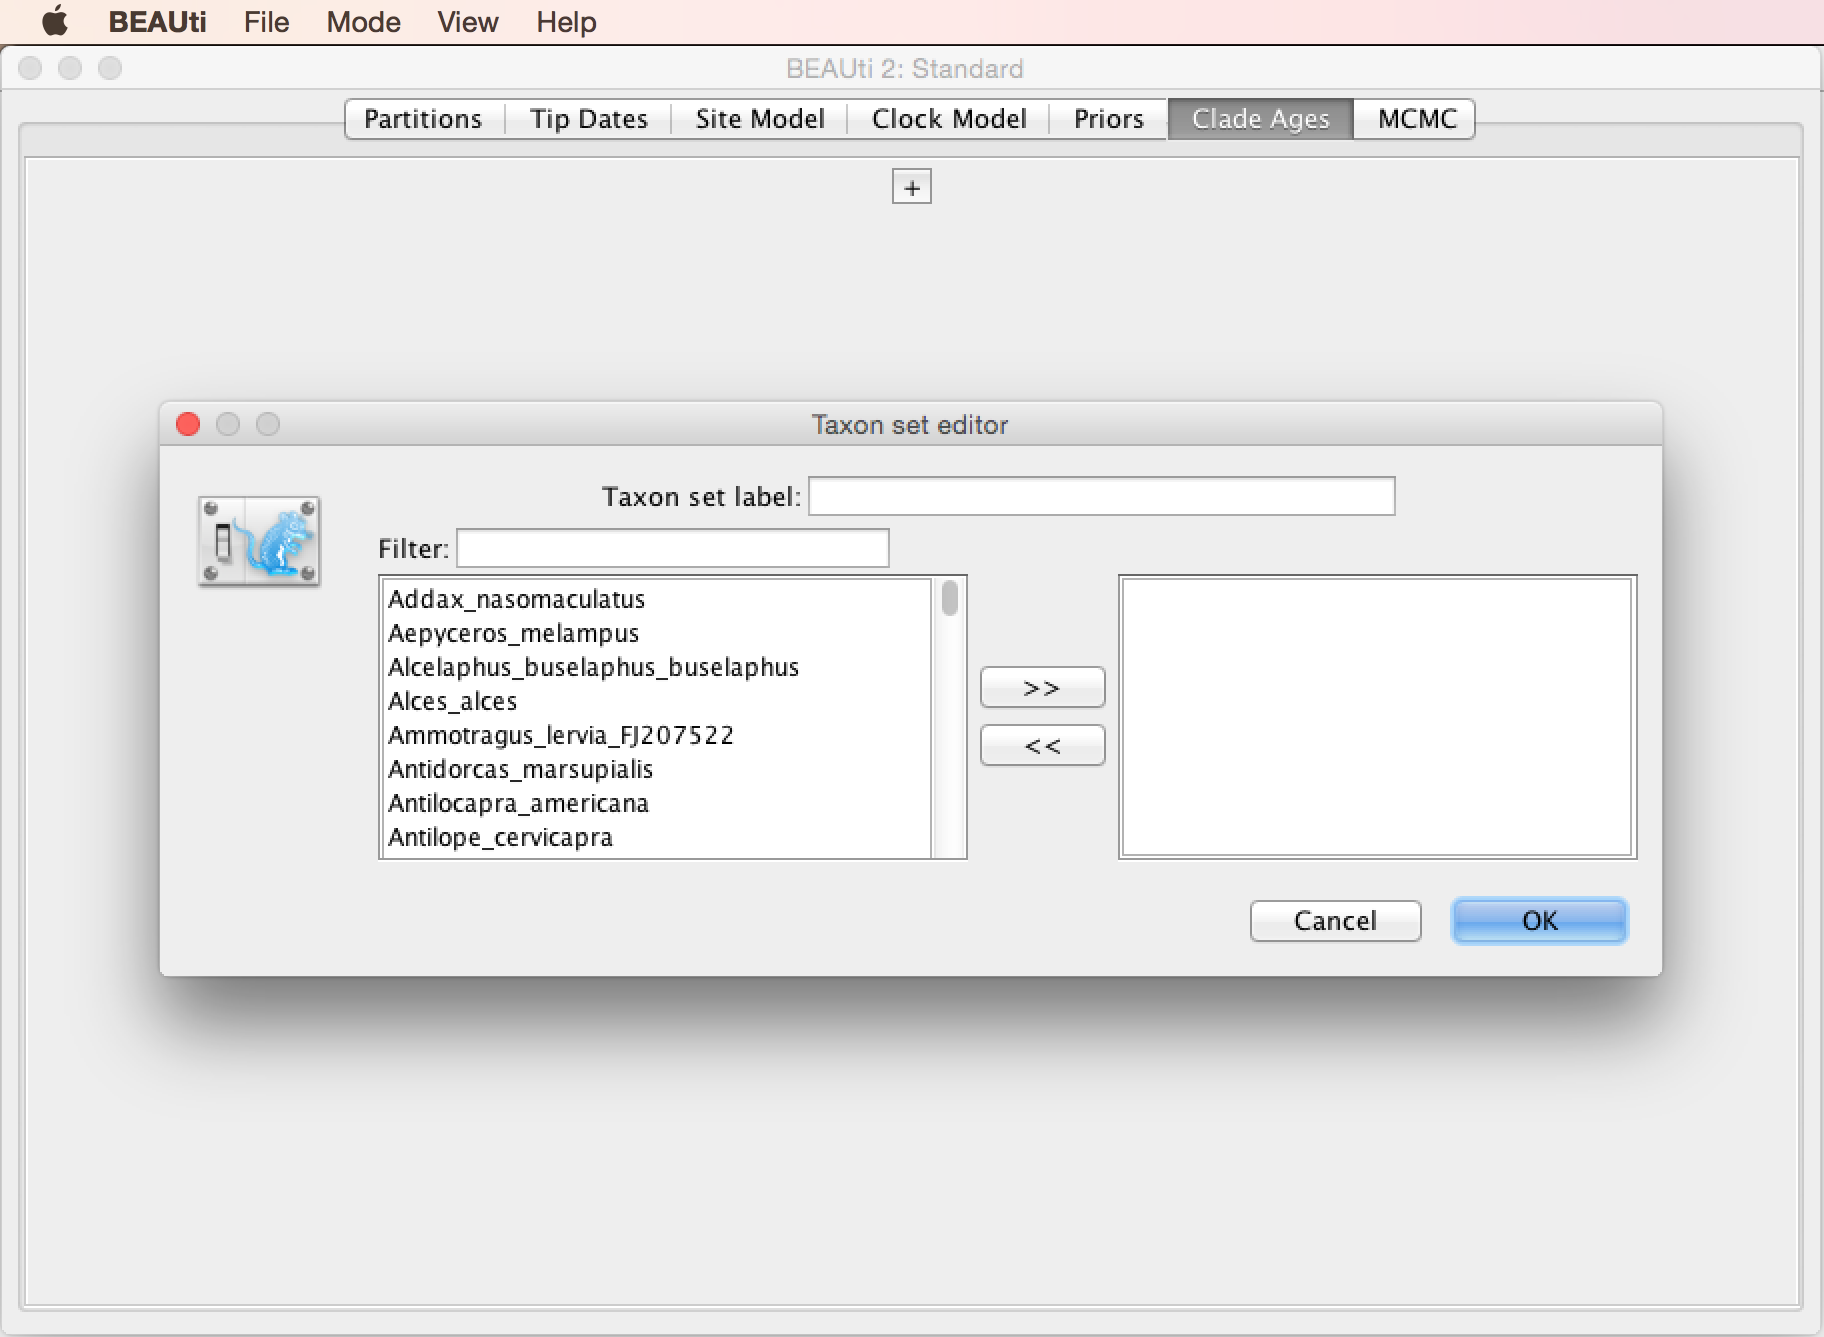 BEAUti File Mode View Help
BEAUti 2: Standard
Partitions Tip Dates Site Model Clock Model Priors Clade Ages MCMC
+
Taxon set editor
Taxon set label:
Filter:
Addax_nasomaculatus
Aepyceros_melampus
Alcelaphus_buselaphus_buselaphus
Alces_alces
Ammotragus_lervia_FJ207522
Antidorcas_marsupialis
Antilocapra_americana
Antilope_cervicapra
>>
<<
Cancel OK